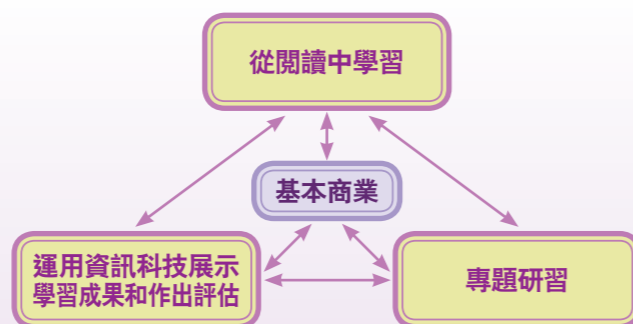 從閱讀中學習
基本商業
運用資訊科技展示
學習成果和作出評估
專題研習